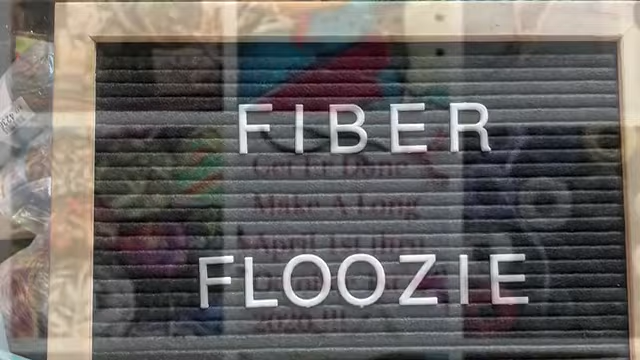 FIBER
Get It Done
Make A Long
April 1st thru
FLOOZIE
2020